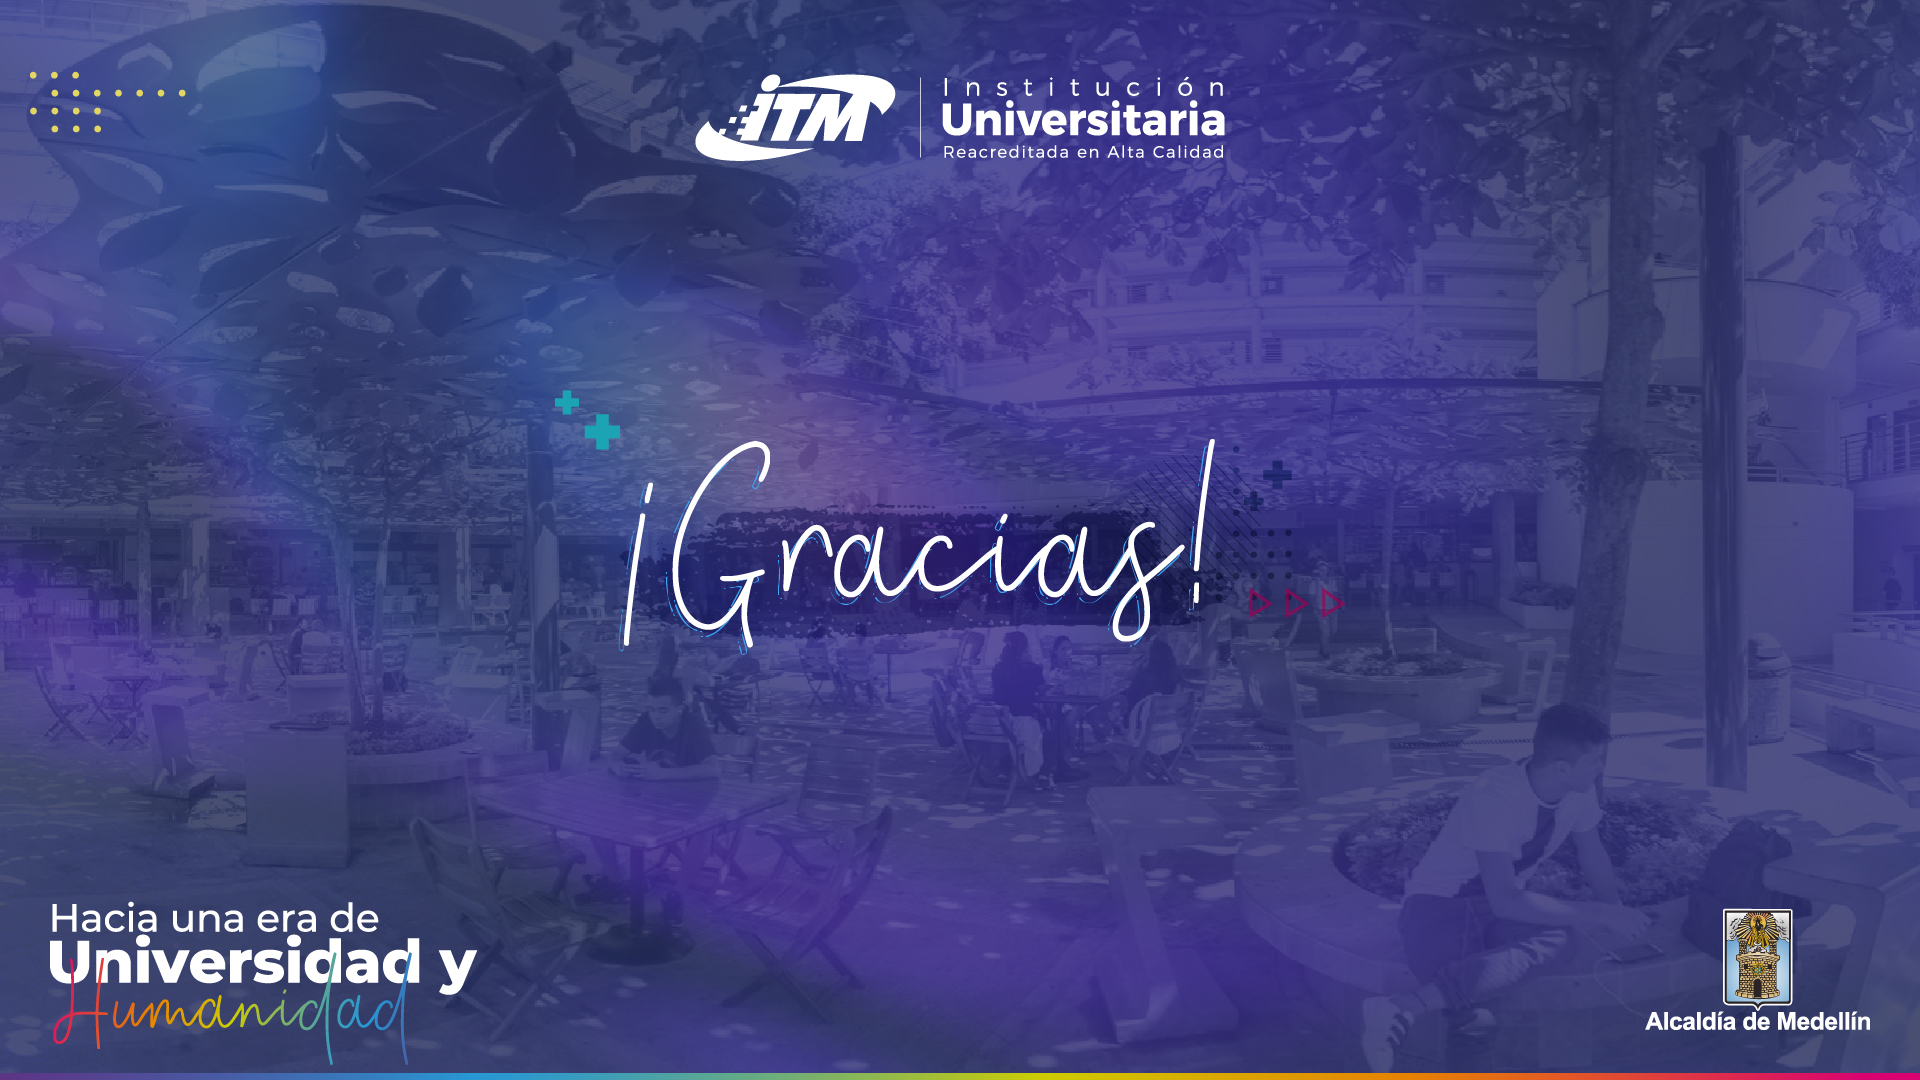 iTM
Institución
Universitaria
Reacreditada en Alta Calidad
¡Gracias!
Hacia una era de
Universidad y
Humanidad
Alcaldía de Medellín